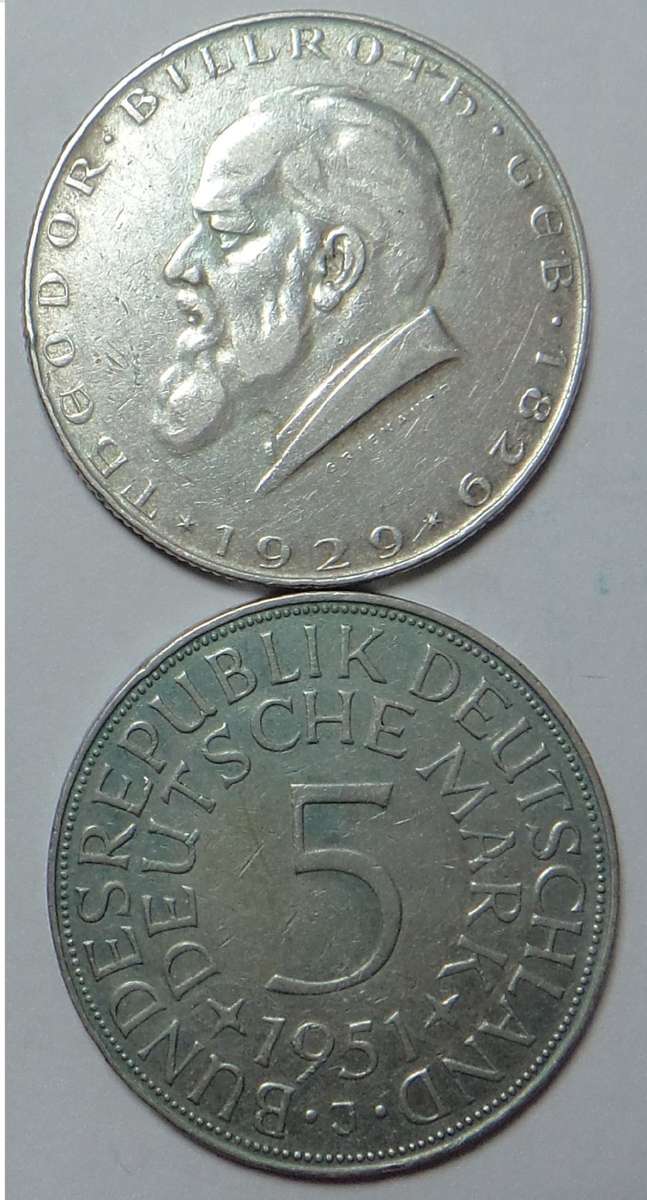 THEODOR · BILLROTH · GEB · 1829
* 1929 *
GRIENAUER
BUNDESREPUBLIK DEUTSCHLAND
DEUTSCHE MARK
5
1951
· J ·